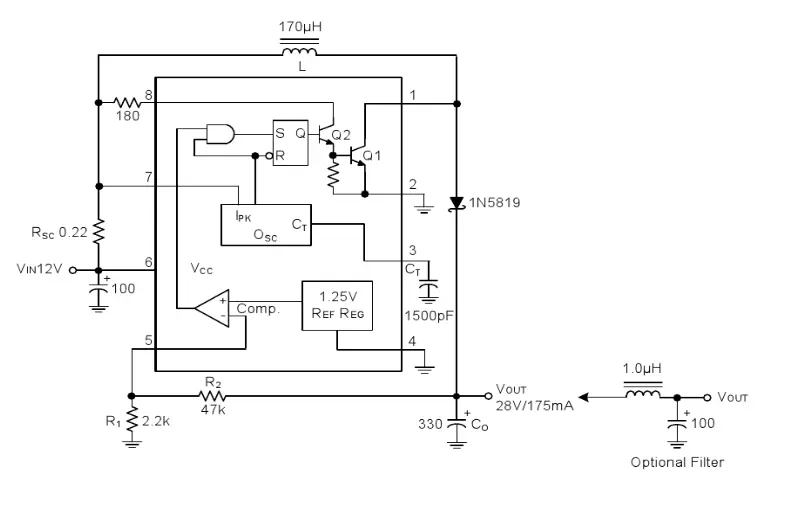 170µH
L
8
1
180
S Q
Q2
R
Q1
7
2
IPK
CT
OSC
1N5819
RSC 0.22
3
VIN12V
6
VCC
CT
+
100
1.25V
REF REG
1500pF
+
-
Comp.
5
4
1.0µH
R2
47k
VOUT
28V/175mA
VOUT
R1 2.2k
330
+
CO
+
100
Optional Filter